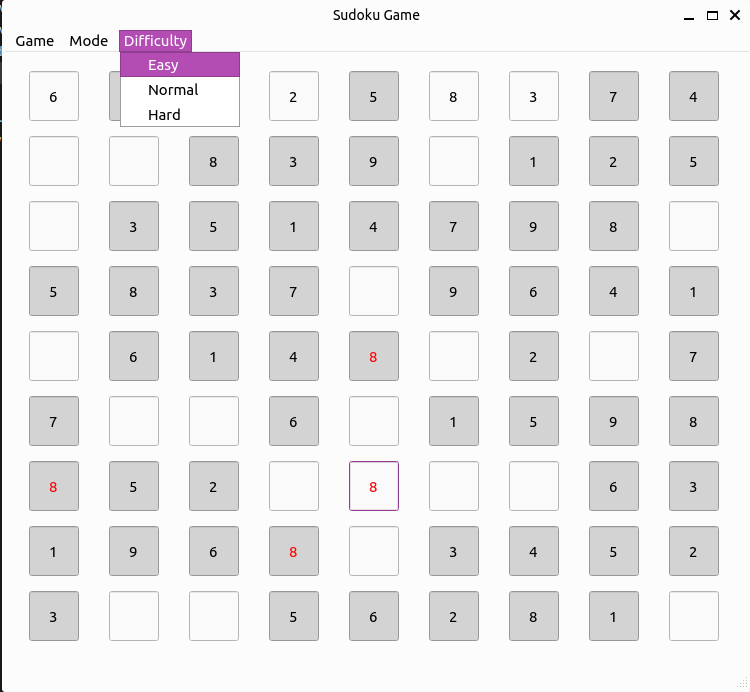 Sudoku Game
Game Mode Difficulty
Easy
Normal
Hard
6 2 5 8 3 7 4
8 3 9 1 2 5
3 5 1 4 7 9 8
5 8 3 7 9 6 4 1
6 1 4 8 2 7
7 6 1 5 9 8
8 5 2 8 6 3
1 9 6 8 3 4 5 2
3 5 6 2 8 1